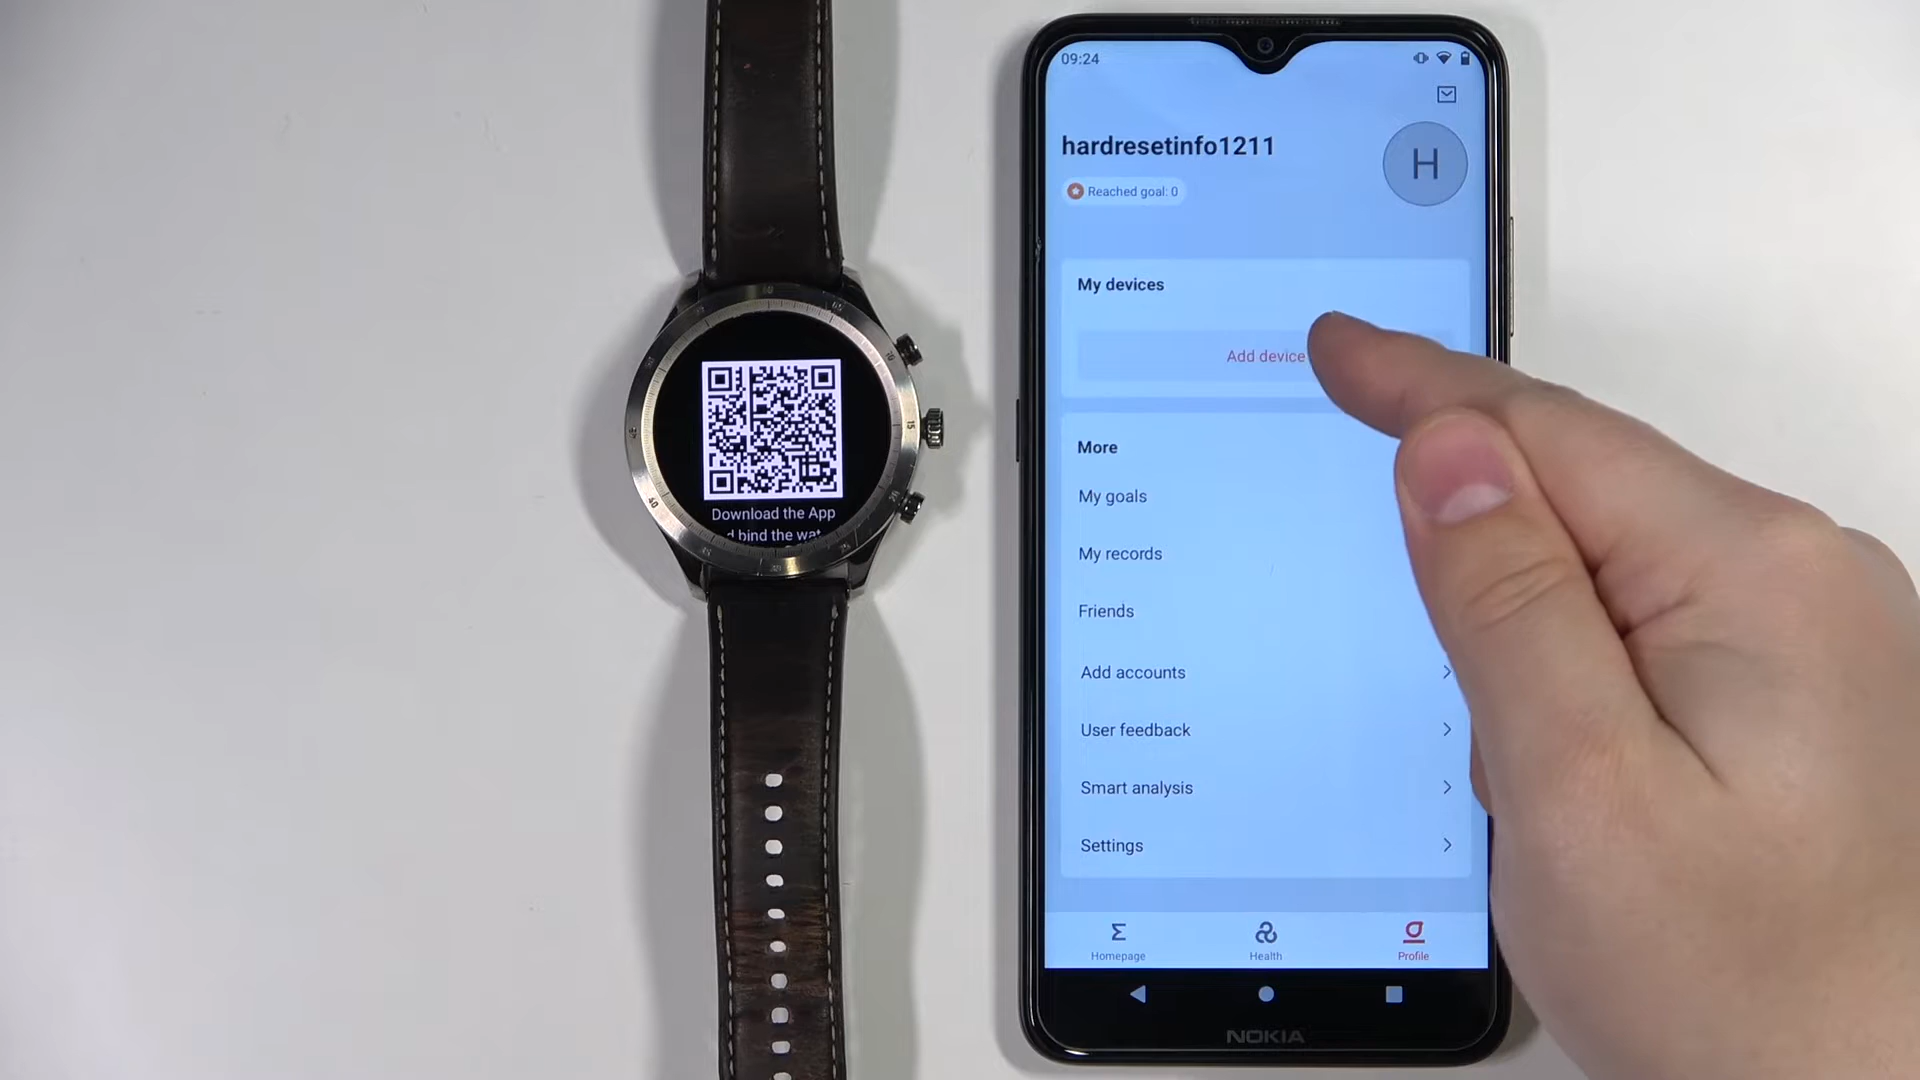 Download the App
d bind the wat
09:24
hardresetinfo1211
H
Reached goal: 0
My devices
Add device
More
My goals
My records
Friends
Add accounts
User feedback
Smart analysis
Settings
Homepage
Health
Profile
NOKIA